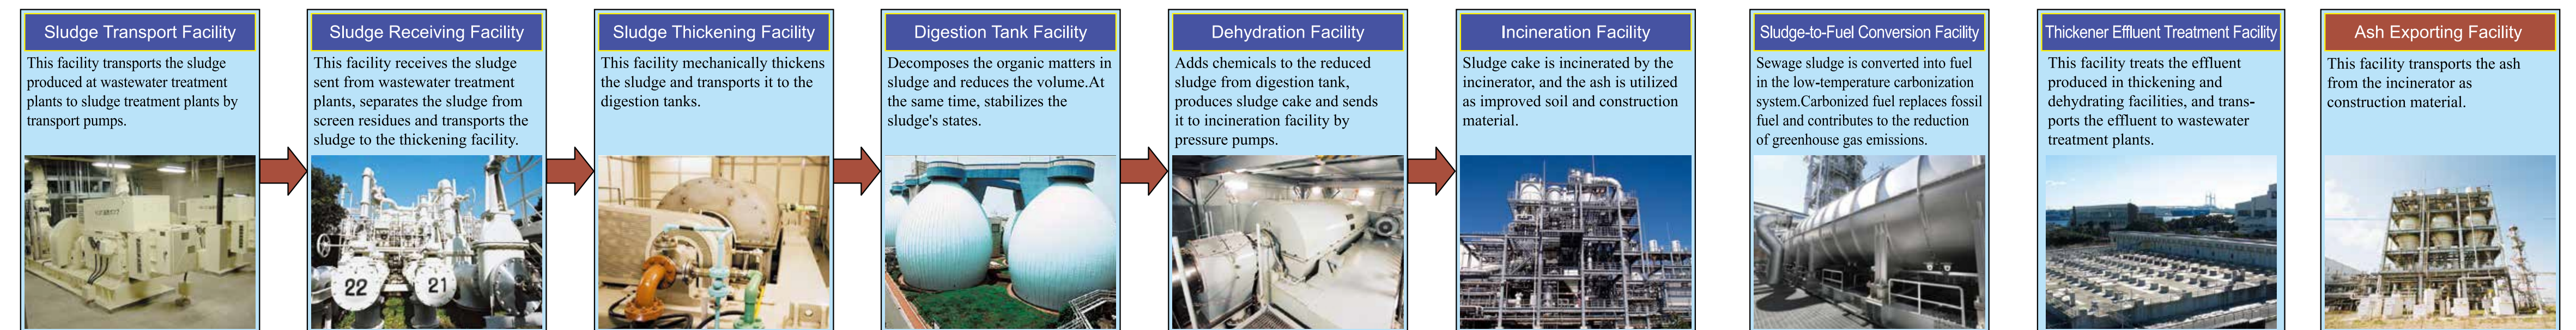 Sludge Transport Facility
This facility transports the sludge
produced at wastewater treatment
plants to sludge treatment plants by
transport pumps.
Sludge Receiving Facility
This facility receives the sludge
sent from wastewater treatment
plants, separates the sludge from
screen residues and transports the
sludge to the thickening facility.
22
21
Sludge Thickening Facility
This facility mechanically thickens
the sludge and transports it to the
digestion tanks.
Digestion Tank Facility
Decomposes the organic matters in
sludge and reduces the volume.At
the same time, stabilizes the
sludge's states.
Dehydration Facility
Adds chemicals to the reduced
sludge from digestion tank,
produces sludge cake and sends
it to incineration facility by
pressure pumps.
Incineration Facility
Sludge cake is incinerated by the
incinerator, and the ash is utilized
as improved soil and construction
material.
Sludge-to-Fuel Conversion Facility
Sewage sludge is converted into fuel
in the low-temperature carbonization
system.Carbonized fuel replaces fossil
fuel and contributes to the reduction
of greenhouse gas emissions.
Thickener Effluent Treatment Facility
This facility treats the effluent
produced in thickening and
dehydrating facilities, and trans-
ports the effluent to wastewater
treatment plants.
Ash Exporting Facility
This facility transports the ash
from the incinerator as
construction material.